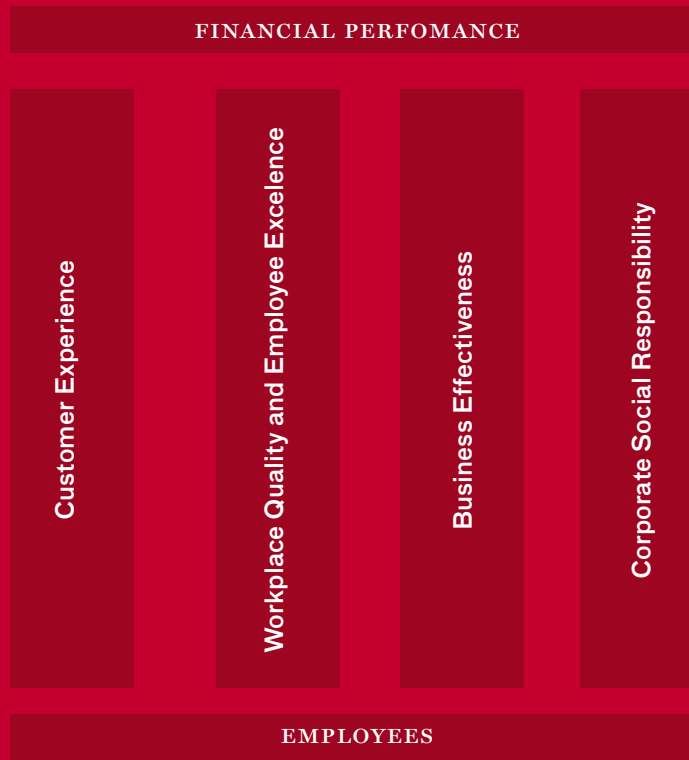 FINANCIAL PERFOMANCE
Customer Experience
Workplace Quality and Employee Excelence
Business Effectiveness
Corporate Social Responsibility
EMPLOYEES